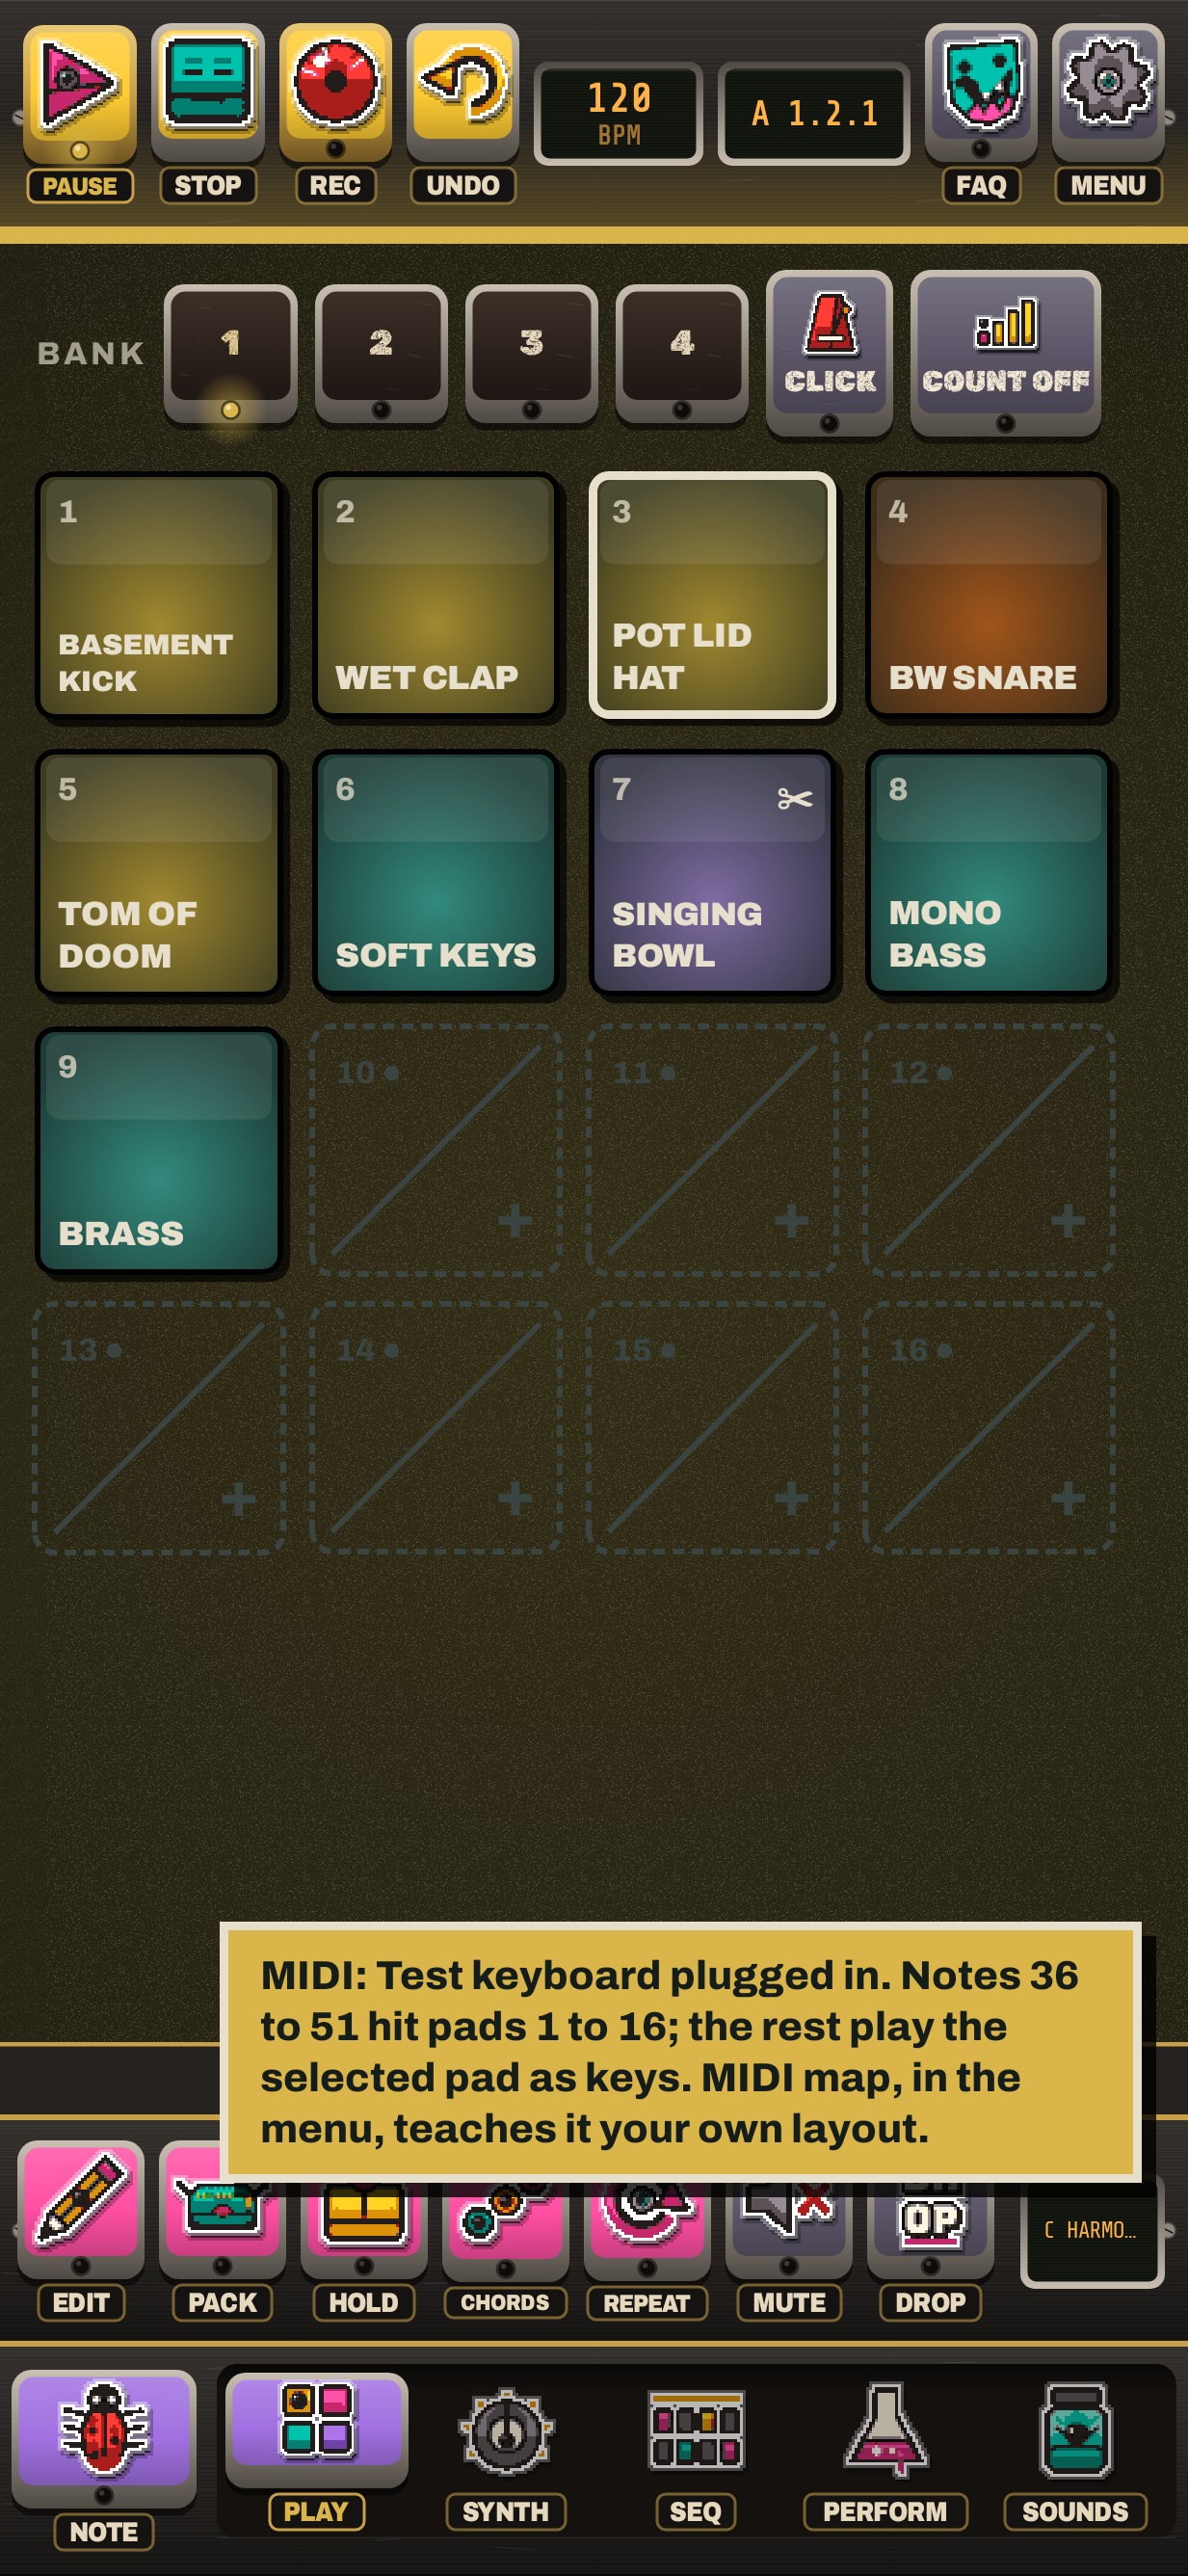 120
BPM
A 1.2.1
PAUSE
STOP
REC
UNDO
FAQ
MENU
BANK
1
2
3
4
CLICK
COUNT OFF
1
BASEMENT
KICK
2
WET CLAP
3
POT LID
HAT
4
BW SNARE
5
TOM OF
DOOM
6
SOFT KEYS
7
SINGING
BOWL
8
MONO
BASS
9
BRASS
10
11
12
13
14
15
16
MIDI: Test keyboard plugged in. Notes 36
to 51 hit pads 1 to 16; the rest play the
selected pad as keys. MIDI map, in the
menu, teaches it your own layout.
OP
C HARMO…
EDIT
PACK
HOLD
CHORDS
REPEAT
MUTE
DROP
NOTE
PLAY
SYNTH
SEQ
PERFORM
SOUNDS